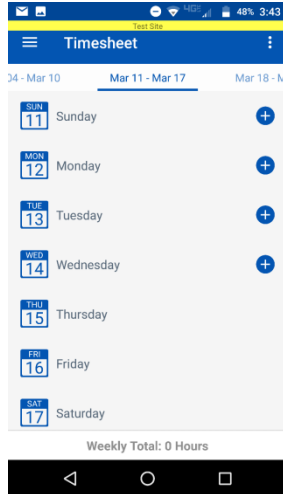 4GE 48% 3:43
Test Site
Timesheet
04 - Mar 10 Mar 11 - Mar 17 Mar 18 - M
SUN 11 Sunday
MON 12 Monday
TUE 13 Tuesday
WED 14 Wednesday
THU 15 Thursday
FRI 16 Friday
SAT 17 Saturday
Weekly Total: 0 Hours